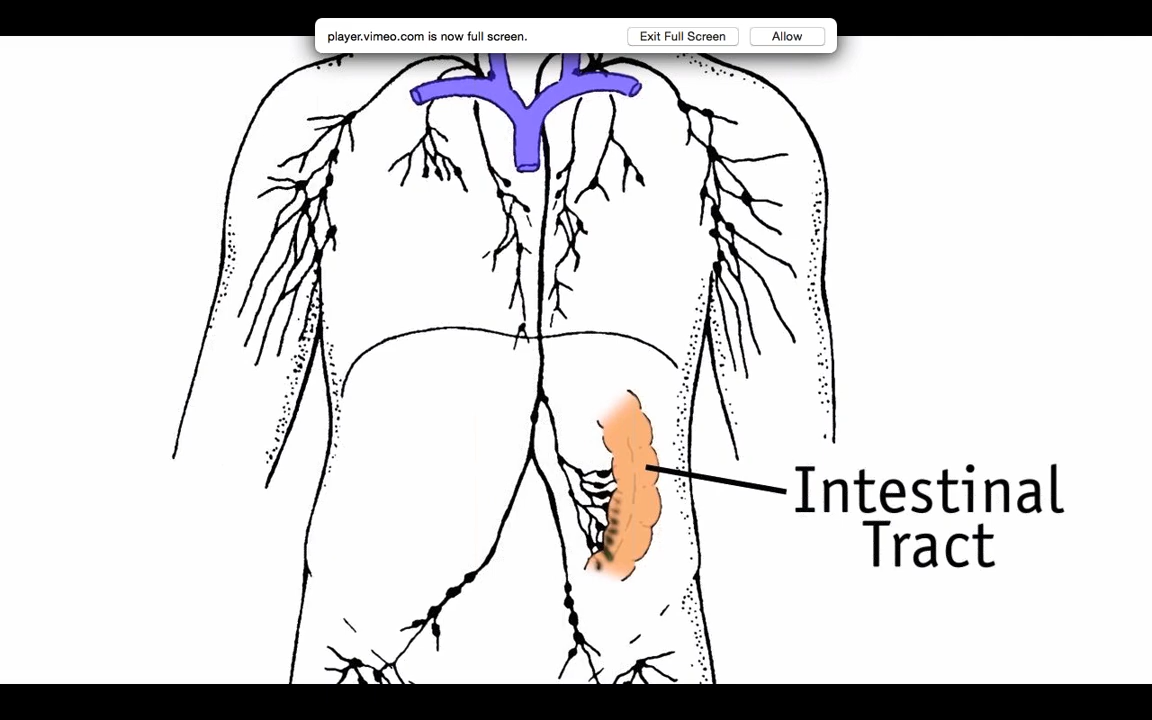 player.vimeo.com is now full screen.
Exit Full Screen
Allow
Intestinal
Tract